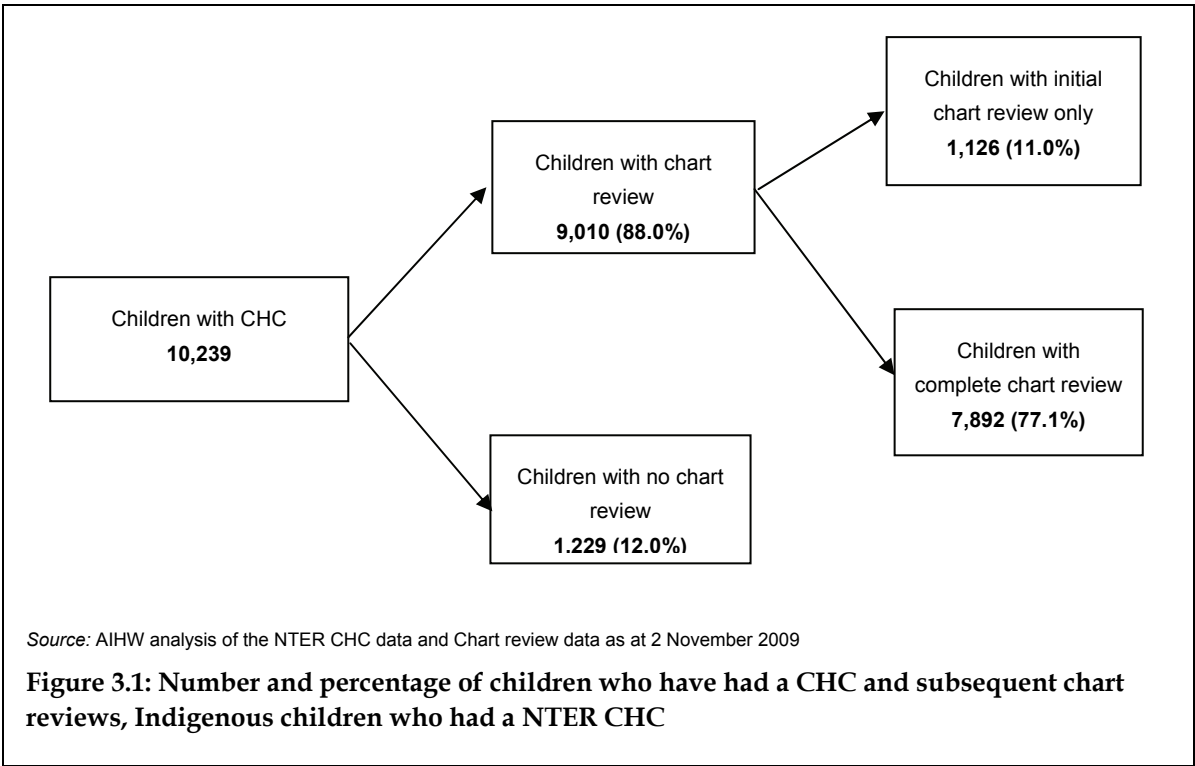 Children with initial
chart review only
1,126 (11.0%)
Children with chart
review
9,010 (88.0%)
Children with CHC
10,239
Children with
complete chart review
7,892 (77.1%)
Children with no chart
review
1.229 (12.0%)
Source: AIHW analysis of the NTER CHC data and Chart review data as at 2 November 2009
Figure 3.1: Number and percentage of children who have had a CHC and subsequent chart
reviews, Indigenous children who had a NTER CHC